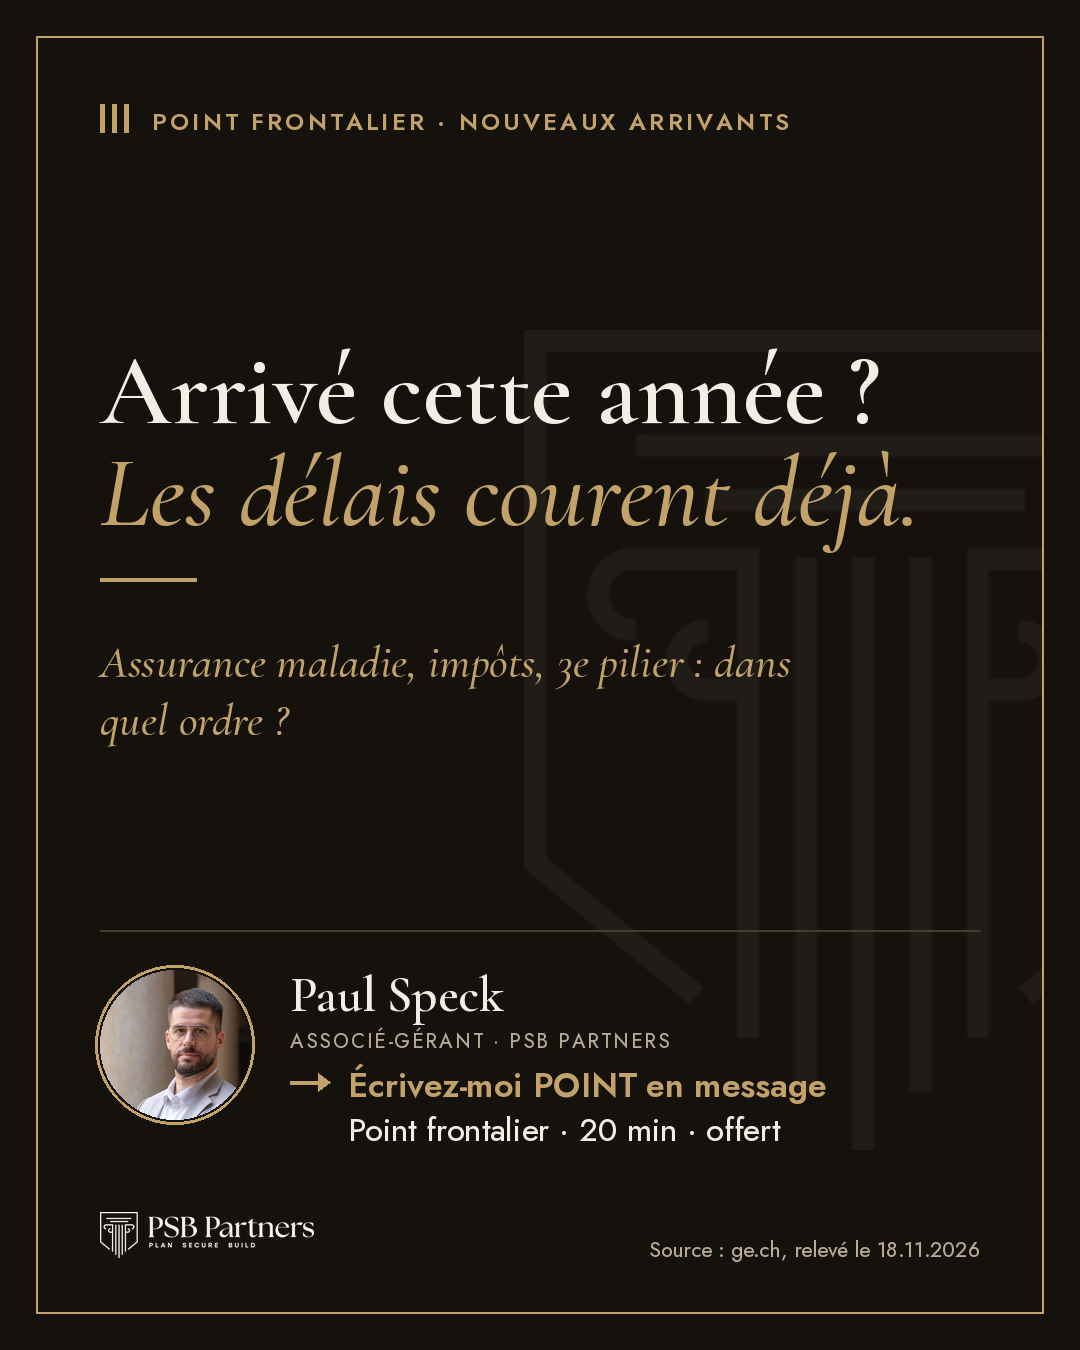 POINT FRONTALIER · NOUVEAUX ARRIVANTS
Arrivé cette année ?
Les délais courent déjà.
Assurance maladie, impôts, 3e pilier : dans
quel ordre ?
Paul Speck
ASSOCIÉ-GÉRANT · PSB PARTNERS
Écrivez-moi POINT en message
Point frontalier · 20 min · offert
PSB Partners
PLAN SECURE BUILD
Source : ge.ch, relevé le 18.11.2026